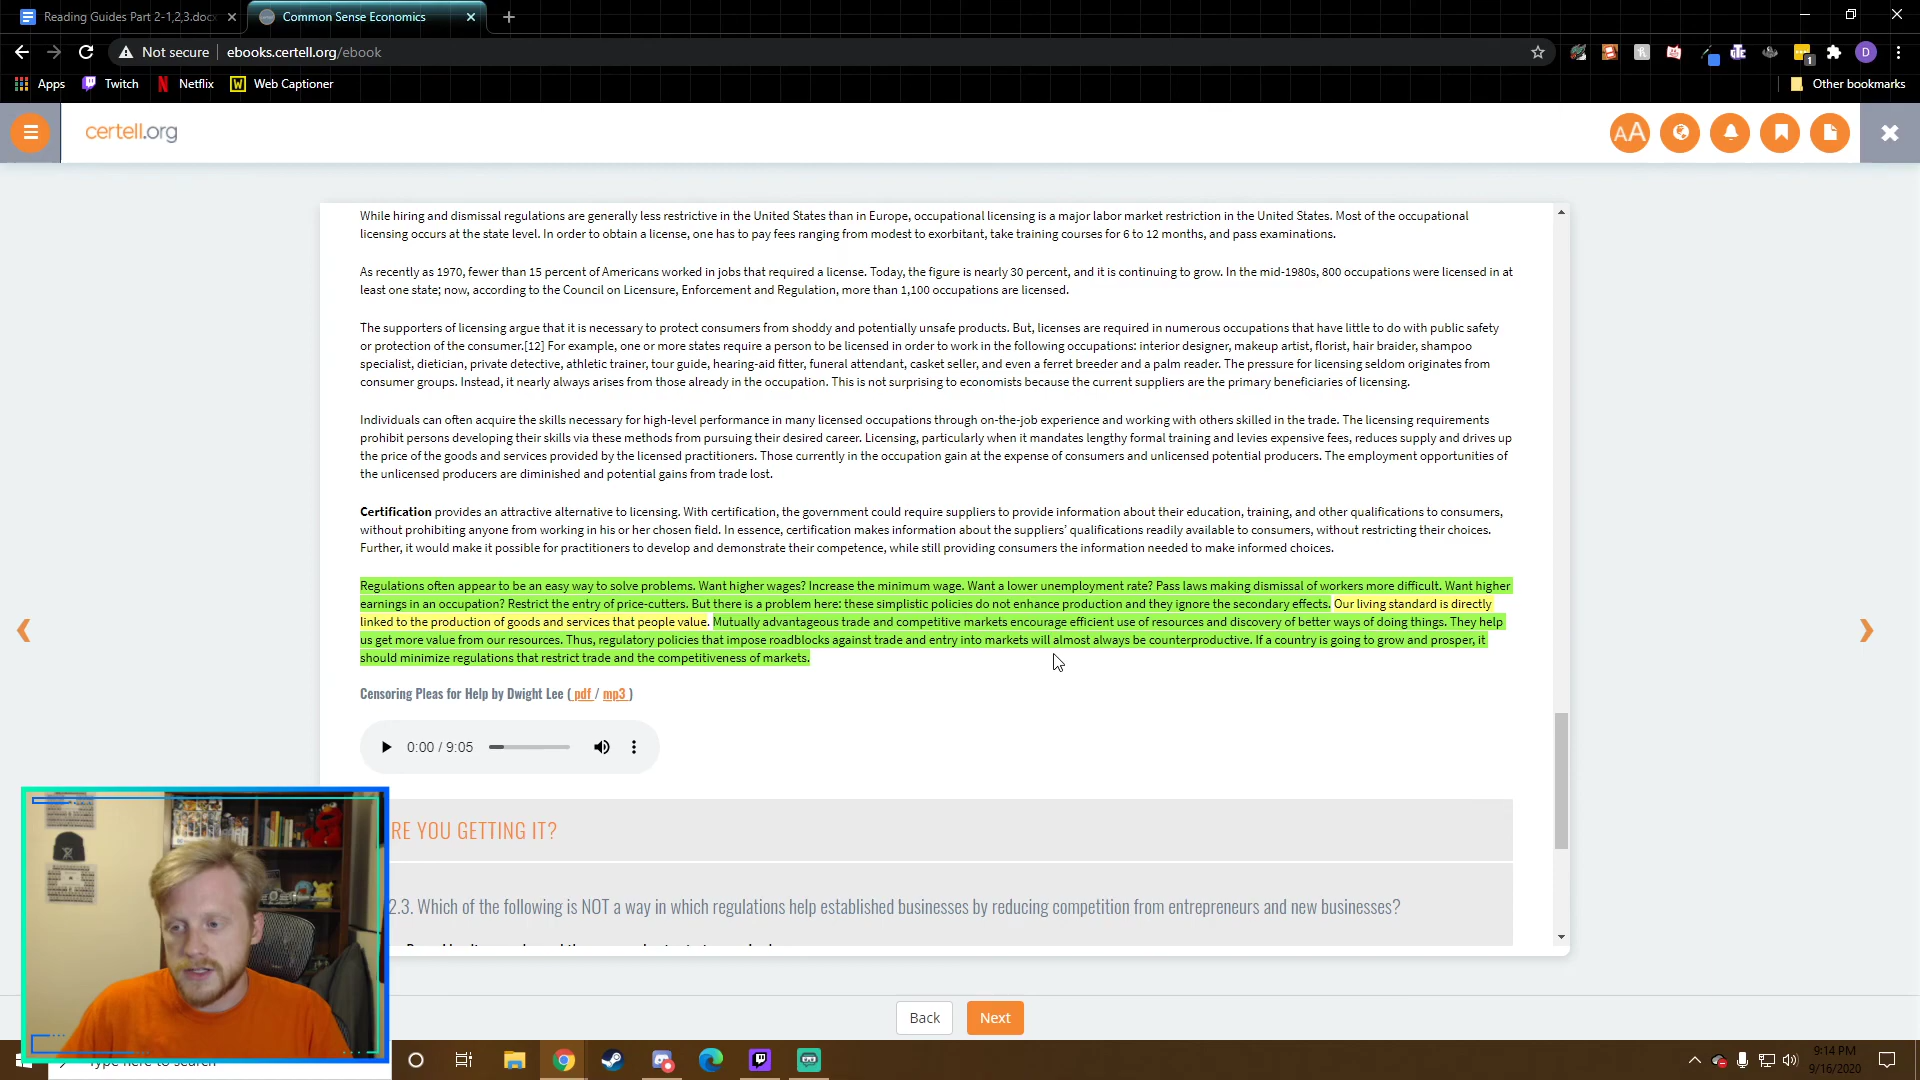 Reading Guides Part 2-1,2,3.docx
Common Sense Economics
Not secure
ebooks.certell.org/ebook
D
Apps
Twitch
Netflix
Web Captioner
Other bookmarks
certell.org
AA
While hiring and dismissal regulations are generally less restrictive in the United States than in Europe, occupational licensing is a major labor market restriction in the United States. Most of the occupational
licensing occurs at the state level. In order to obtain a license, one has to pay fees ranging from modest to exorbitant, take training courses for 6 to 12 months, and pass examinations.
As recently as 1970, fewer than 15 percent of Americans worked in jobs that required a license. Today, the figure is nearly 30 percent, and it is continuing to grow. In the mid-1980s, 800 occupations were licensed in at
least one state; now, according to the Council on Licensure, Enforcement and Regulation, more than 1,100 occupations are licensed.
The supporters of licensing argue that it is necessary to protect consumers from shoddy and potentially unsafe products. But, licenses are required in numerous occupations that have little to do with public safety
or protection of the consumer.[12] For example, one or more states require a person to be licensed in order to work in the following occupations: interior designer, makeup artist, florist, hair braider, shampoo
specialist, dietician, private detective, athletic trainer, tour guide, hearing-aid fitter, funeral attendant, casket seller, and even a ferret breeder and a palm reader. The pressure for licensing seldom originates from
consumer groups. Instead, it nearly always arises from those already in the occupation. This is not surprising to economists because the current suppliers are the primary beneficiaries of licensing.
Individuals can often acquire the skills necessary for high-level performance in many licensed occupations through on-the-job experience and working with others skilled in the trade. The licensing requirements
prohibit persons developing their skills via these methods from pursuing their desired career. Licensing, particularly when it mandates lengthy formal training and levies expensive fees, reduces supply and drives up
the price of the goods and services provided by the licensed practitioners. Those currently in the occupation gain at the expense of consumers and unlicensed potential producers. The employment opportunities of
the unlicensed producers are diminished and potential gains from trade lost.
Certification provides an attractive alternative to licensing. With certification, the government could require suppliers to provide information about their education, training, and other qualifications to consumers,
without prohibiting anyone from working in his or her chosen field. In essence, certification makes information about the suppliers' qualifications readily available to consumers, without restricting their choices.
Further, it would make it possible for practitioners to develop and demonstrate their competence, while still providing consumers the information needed to make informed choices.
Regulations often appear to be an easy way to solve problems. Want higher wages? Increase the minimum wage. Want a lower unemployment rate? Pass laws making dismissal of workers more difficult. Want higher
earnings in an occupation? Restrict the entry of price-cutters. But there is a problem here: these simplistic policies do not enhance production and they ignore the secondary effects. Our living standard is directly
linked to the production of goods and services that people value. Mutually advantageous trade and competitive markets encourage efficient use of resources and discovery of better ways of doing things. They help
us get more value from our resources. Thus, regulatory policies that impose roadblocks against trade and entry into markets will almost always be counterproductive. If a country is going to grow and prosper, it
should minimize regulations that restrict trade and the competitiveness of markets.
Censoring Pleas for Help by Dwight Lee ( pdf / mp3 )
0:00 / 9:05
RE YOU GETTING IT?
2.3. Which of the following is NOT a way in which regulations help established businesses by reducing competition from entrepreneurs and new businesses?
Back
Next
Type here to search
9:14 PM
9/16/2020